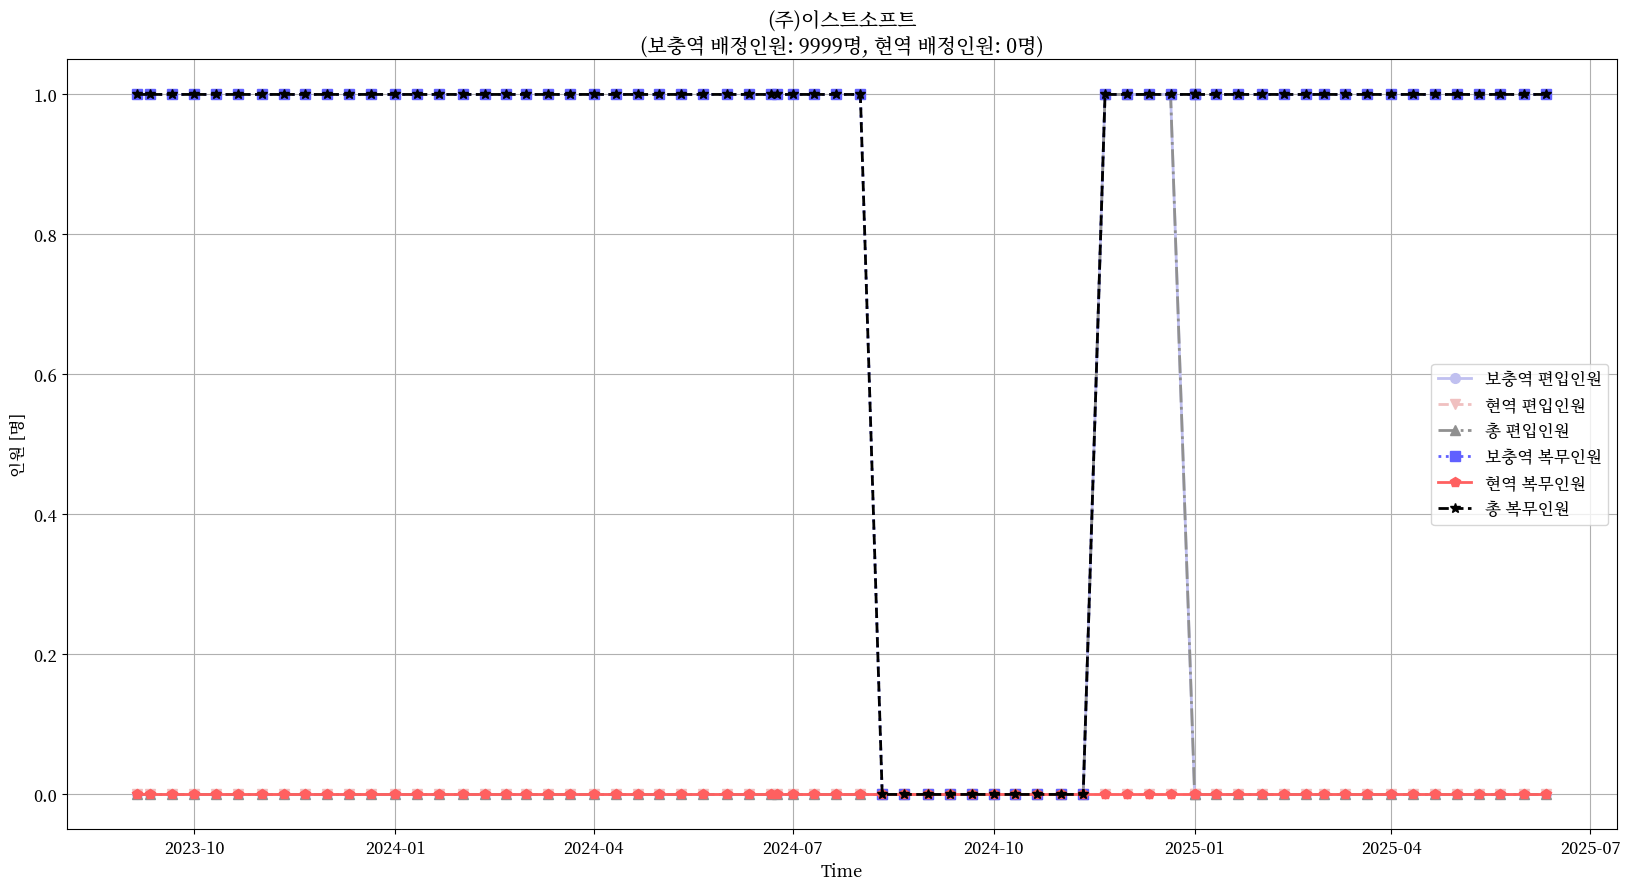 (주)이스트소프트
(보충역 배정인원: 9999명, 현역 배정인원: 0명)
인원 [명]
1.0
0.8
0.6
0.4
0.2
0.0
보충역 편입인원
현역 편입인원
총 편입인원
보충역 복무인원
현역 복무인원
총 복무인원
2023-10
2024-01
2024-04
2024-07
2024-10
2025-01
2025-04
2025-07
Time